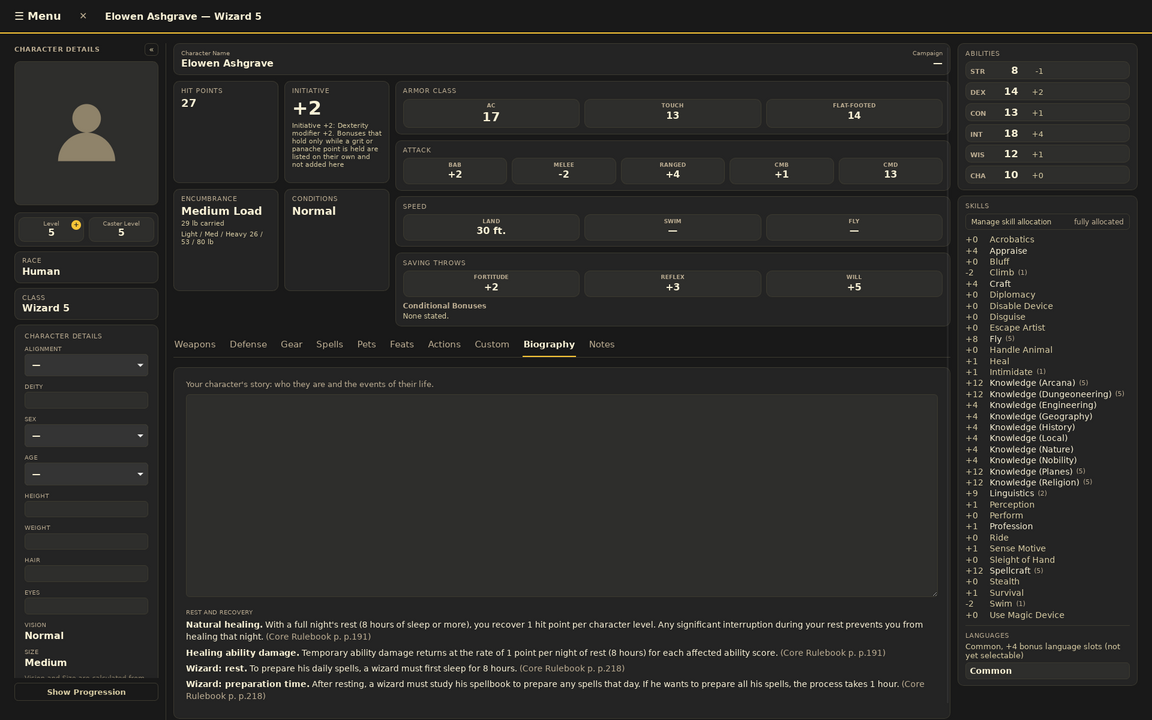 ☰ Menu × Elowen Ashgrave — Wizard 5
CHARACTER DETAILS «
Level
5
+
Caster Level
5
RACE
Human
CLASS
Wizard 5
CHARACTER DETAILS
ALIGNMENT
—
DEITY
SEX
—
AGE
—
HEIGHT
WEIGHT
HAIR
EYES
VISION
Normal
SIZE
Medium
Show Progression
Character Name
Elowen Ashgrave
Campaign
—
HIT POINTS
27
INITIATIVE
+2
Initiative +2: Dexterity
modifier +2. Bonuses that
hold only while a grit or
panache point is held are
listed on their own and
not added here
ENCUMBRANCE
Medium Load
29 lb carried
Light / Med / Heavy 26 /
53 / 80 lb
CONDITIONS
Normal
ARMOR CLASS
AC TOUCH FLAT-FOOTED
17 13 14
ATTACK
BAB MELEE RANGED CMB CMD
+2 -2 +4 +1 13
SPEED
LAND SWIM FLY
30 ft. — —
SAVING THROWS
FORTITUDE REFLEX WILL
+2 +3 +5
Conditional Bonuses
None stated.
Weapons Defense Gear Spells Pets Feats Actions Custom Biography Notes
Your character's story: who they are and the events of their life.
REST AND RECOVERY
Natural healing. With a full night's rest (8 hours of sleep or more), you recover 1 hit point per character level. Any significant interruption during your rest prevents you from
healing that night. (Core Rulebook p. p.191)
Healing ability damage. Temporary ability damage returns at the rate of 1 point per night of rest (8 hours) for each affected ability score. (Core Rulebook p. p.191)
Wizard: rest. To prepare his daily spells, a wizard must first sleep for 8 hours. (Core Rulebook p. p.218)
Wizard: preparation time. After resting, a wizard must study his spellbook to prepare any spells that day. If he wants to prepare all his spells, the process takes 1 hour. (Core
Rulebook p. p.218)
ABILITIES
STR 8 -1
DEX 14 +2
CON 13 +1
INT 18 +4
WIS 12 +1
CHA 10 +0
SKILLS
Manage skill allocation fully allocated
+0 Acrobatics
+4 Appraise
+0 Bluff
-2 Climb (1)
+4 Craft
+0 Diplomacy
+0 Disable Device
+0 Disguise
+0 Escape Artist
+8 Fly (5)
+0 Handle Animal
+1 Heal
+1 Intimidate (1)
+12 Knowledge (Arcana) (5)
+12 Knowledge (Dungeoneering) (5)
+4 Knowledge (Engineering)
+4 Knowledge (Geography)
+4 Knowledge (History)
+4 Knowledge (Local)
+4 Knowledge (Nature)
+4 Knowledge (Nobility)
+12 Knowledge (Planes) (5)
+12 Knowledge (Religion) (5)
+9 Linguistics (2)
+1 Perception
+0 Perform
+1 Profession
+0 Ride
+1 Sense Motive
+0 Sleight of Hand
+12 Spellcraft (5)
+0 Stealth
+1 Survival
-2 Swim (1)
+0 Use Magic Device
LANGUAGES
Common, +4 bonus language slots (not
yet selectable)
Common